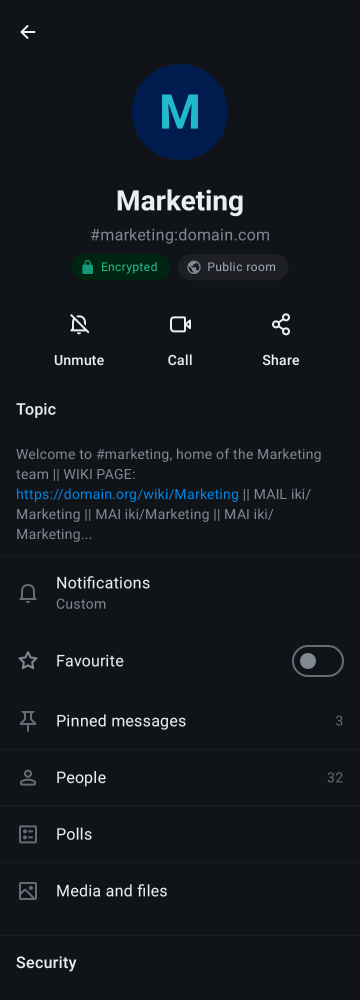 M
Marketing
#marketing:domain.com
Encrypted Public room
Unmute Call Share
Topic
Welcome to #marketing, home of the Marketing
team || WIKI PAGE:
https://domain.org/wiki/Marketing || MAIL iki/
Marketing || MAI iki/Marketing || MAI iki/
Marketing...
Notifications
Custom
Favourite
Pinned messages 3
People 32
Polls
Media and files
Security